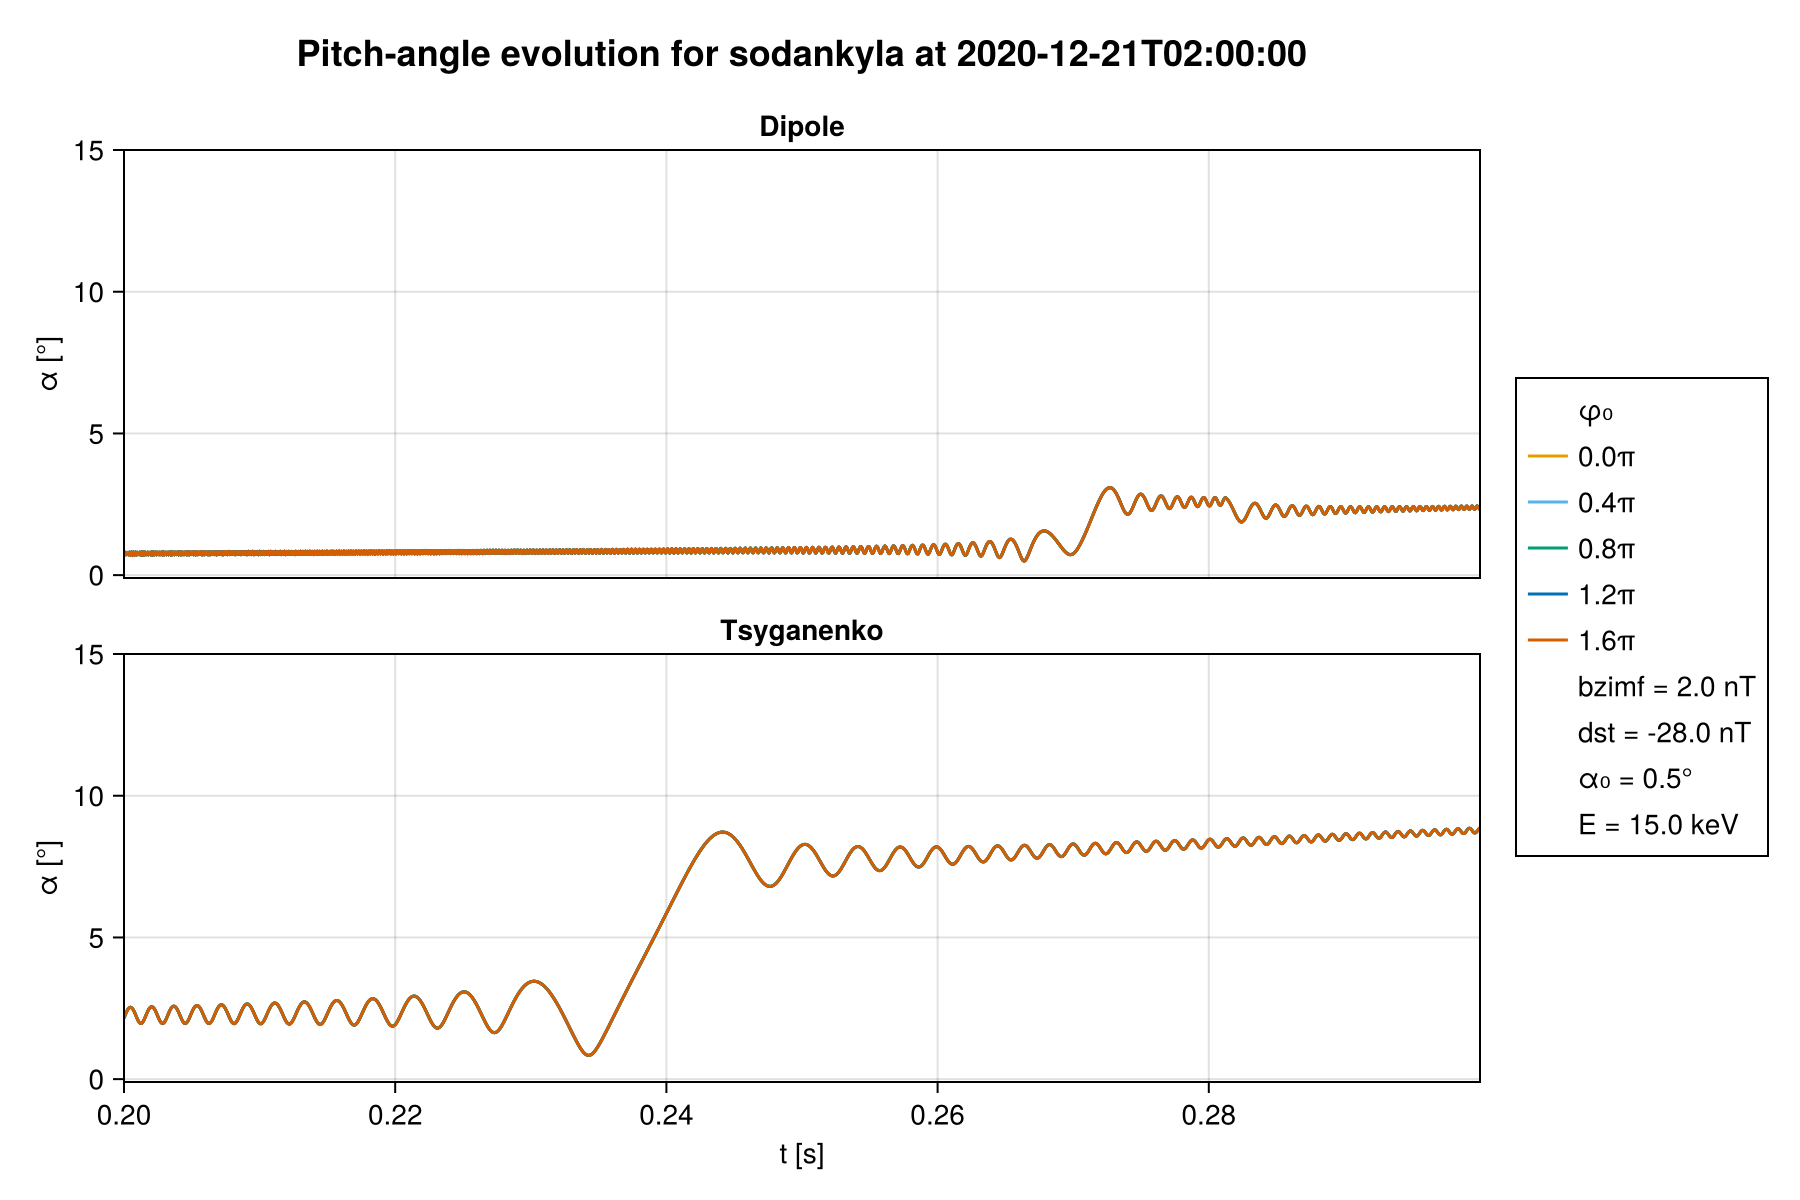 Pitch-angle evolution for sodankyla at 2020-12-21T02:00:00
Dipole
15
10
5
0
α [°]
Tsyganenko
15
10
5
0
α [°]
0.20 0.22 0.24 0.26 0.28
t [s]
φ₀
0.0π
0.4π
0.8π
1.2π
1.6π
bzimf = 2.0 nT
dst = -28.0 nT
α₀ = 0.5°
E = 15.0 keV